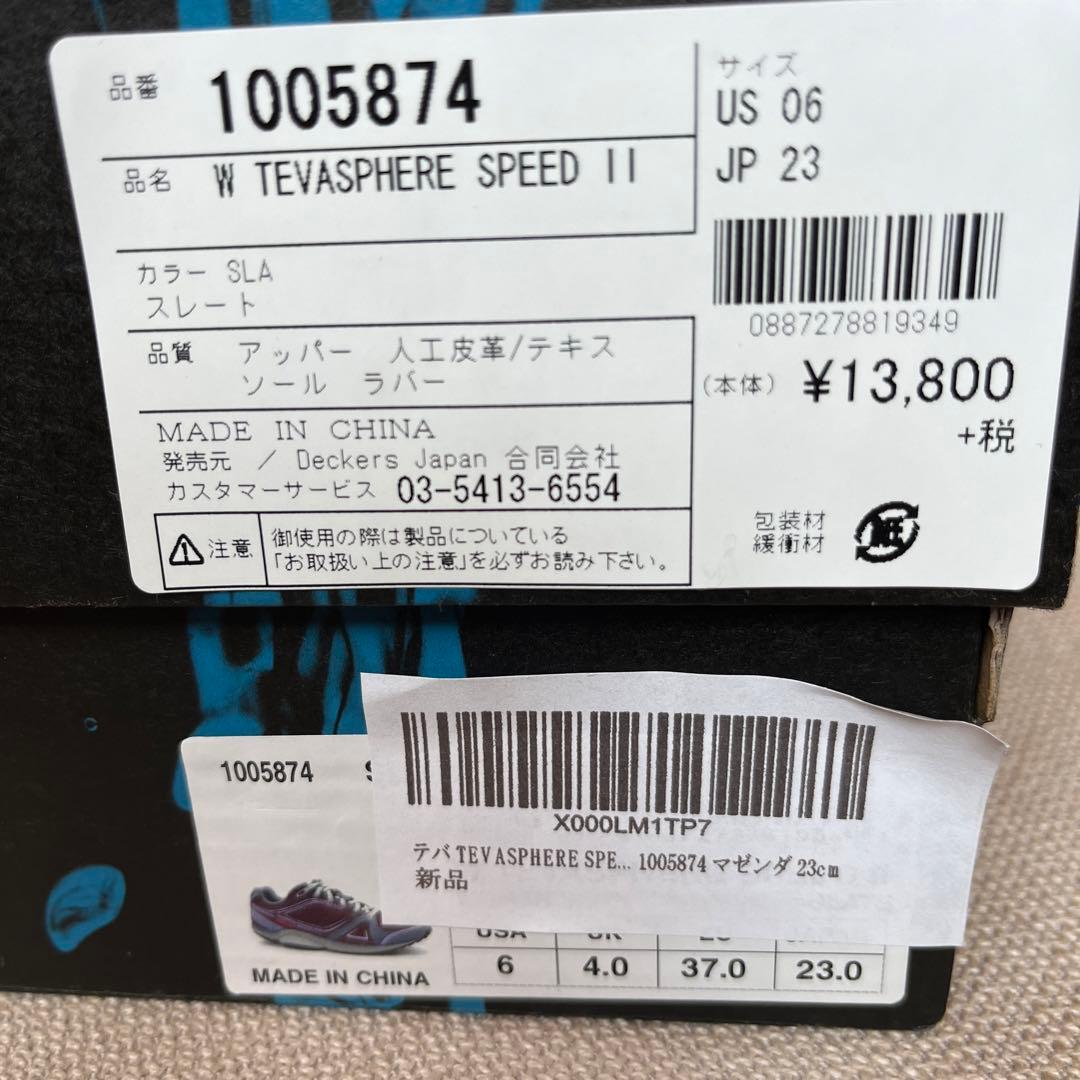 品番 1005874
品名 W TEVASPHERE SPEED II
カラー SLA
スレート
品質 アッパー 人工皮革/テキス
ソール ラバー
MADE IN CHINA
発売元 / Deckers Japan 合同会社
カスタマーサービス 03-5413-6554
注意
御使用の際は製品についている
「お取扱い上の注意」を必ずお読み下さい。
サイズ
US 06
JP 23
0887278819349
(本体) ¥13,800
+税
包装材
緩衝材
紙
1005874
X000LM1TP7
テバ TEVASPHERE SPE... 1005874 マゼンダ 23cm
新品
MADE IN CHINA
USA
6 4.0 37.0 23.0